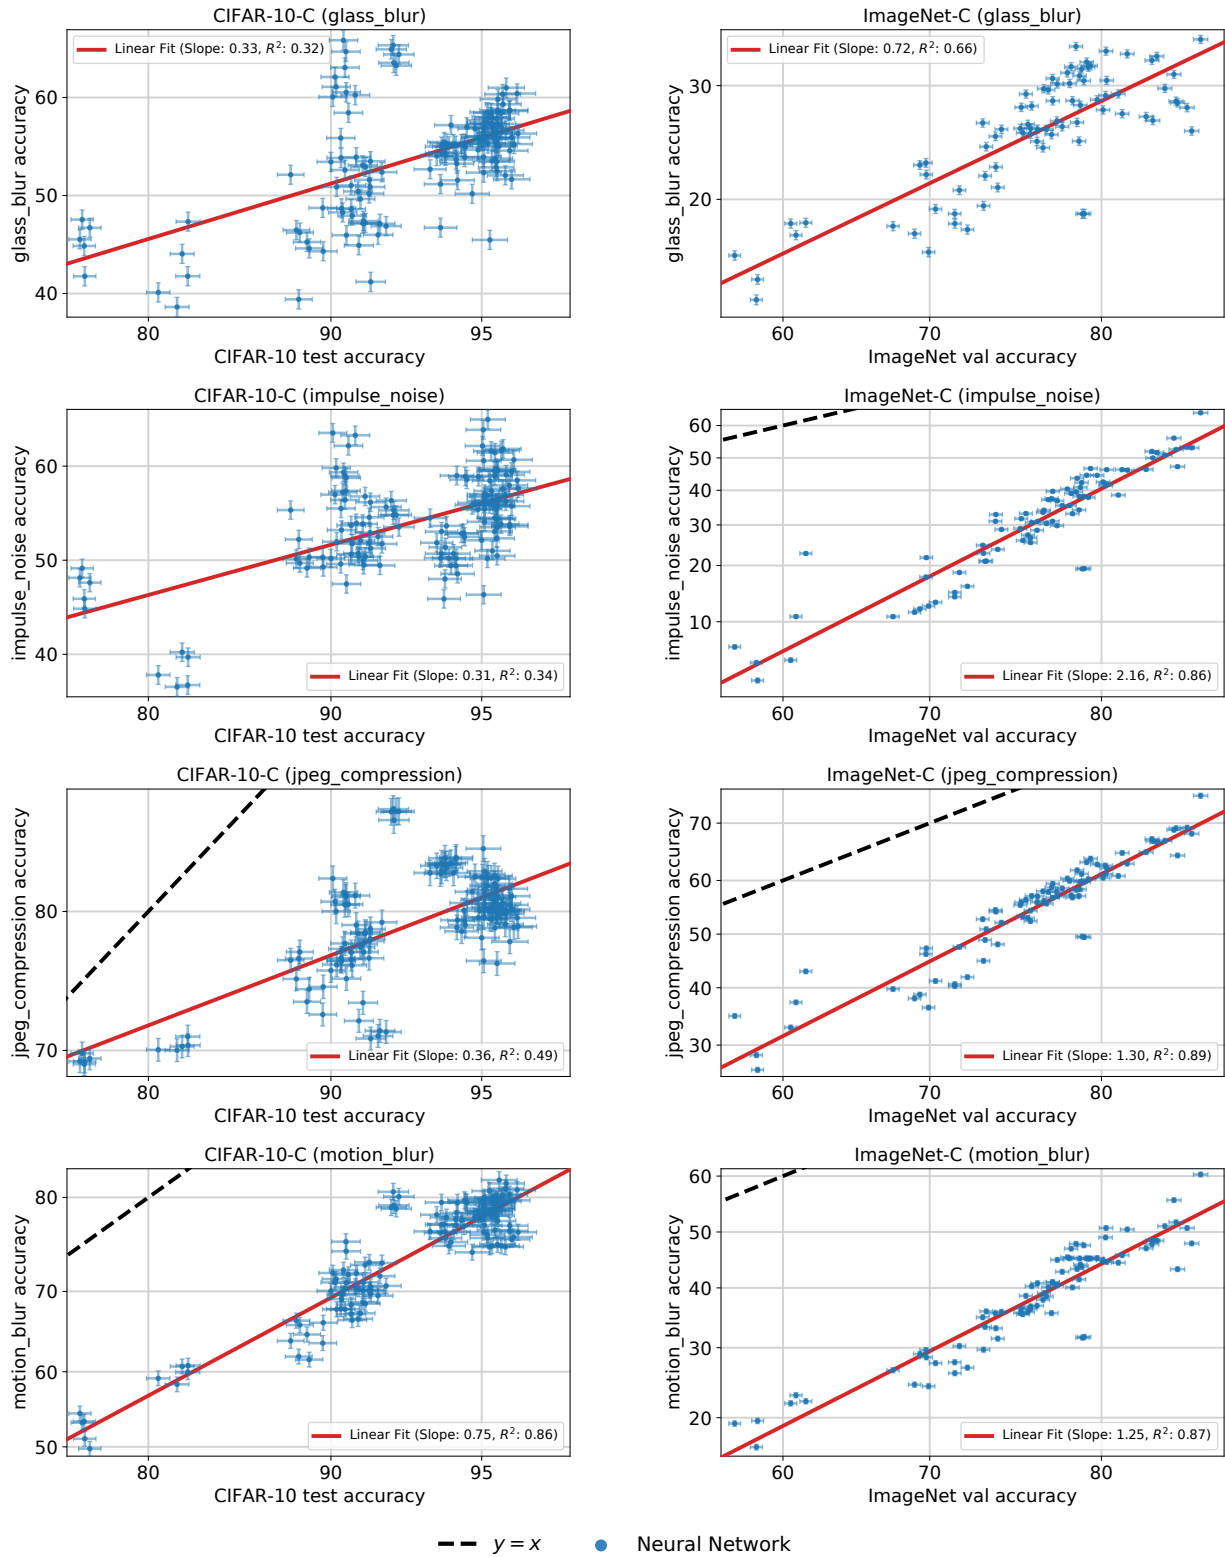 CIFAR-10-C (glass_blur)
Linear Fit (Slope: 0.33, R²: 0.32)
glass_blur accuracy
60
50
40
80
90
95
CIFAR-10 test accuracy
ImageNet-C (glass_blur)
Linear Fit (Slope: 0.72, R²: 0.66)
glass_blur accuracy
30
20
60
70
80
ImageNet val accuracy
CIFAR-10-C (impulse_noise)
impulse_noise accuracy
60
50
40
Linear Fit (Slope: 0.31, R²: 0.34)
80
90
95
CIFAR-10 test accuracy
ImageNet-C (impulse_noise)
impulse_noise accuracy
60
50
40
30
20
10
Linear Fit (Slope: 2.16, R²: 0.86)
60
70
80
ImageNet val accuracy
CIFAR-10-C (jpeg_compression)
jpeg_compression accuracy
80
70
Linear Fit (Slope: 0.36, R²: 0.49)
80
90
95
CIFAR-10 test accuracy
ImageNet-C (jpeg_compression)
jpeg_compression accuracy
70
60
50
40
30
Linear Fit (Slope: 1.30, R²: 0.89)
60
70
80
ImageNet val accuracy
CIFAR-10-C (motion_blur)
motion_blur accuracy
80
70
60
50
Linear Fit (Slope: 0.75, R²: 0.86)
80
90
95
CIFAR-10 test accuracy
ImageNet-C (motion_blur)
motion_blur accuracy
60
50
40
30
20
Linear Fit (Slope: 1.25, R²: 0.87)
60
70
80
ImageNet val accuracy
y = x
Neural Network